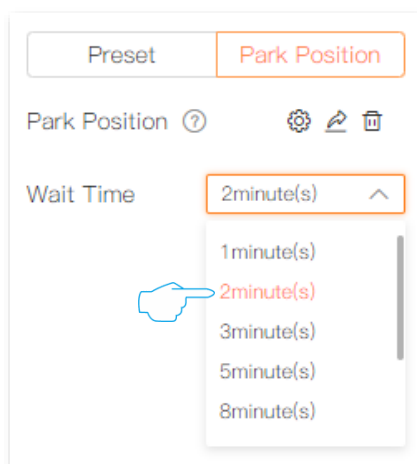 Preset Park Position
Park Position ?
Wait Time 2minute(s)
1minute(s)
2minute(s)
3minute(s)
5minute(s)
8minute(s)